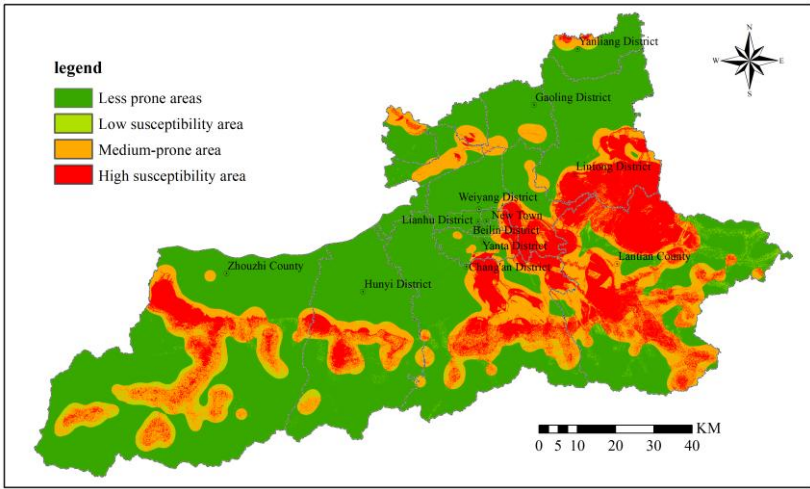 N
Yanliang District
W E
S
legend
Less prone areas
Gaoling District
Low susceptibility area
Medium-prone area
High susceptibility area
Lintong District
Weiyang District
Lianhu District
New Town
Beilin District
Yanta District
Lantian County
Zhouzhi County
Chang'an District
Hunyi District
KM
0 5 10 20 30 40